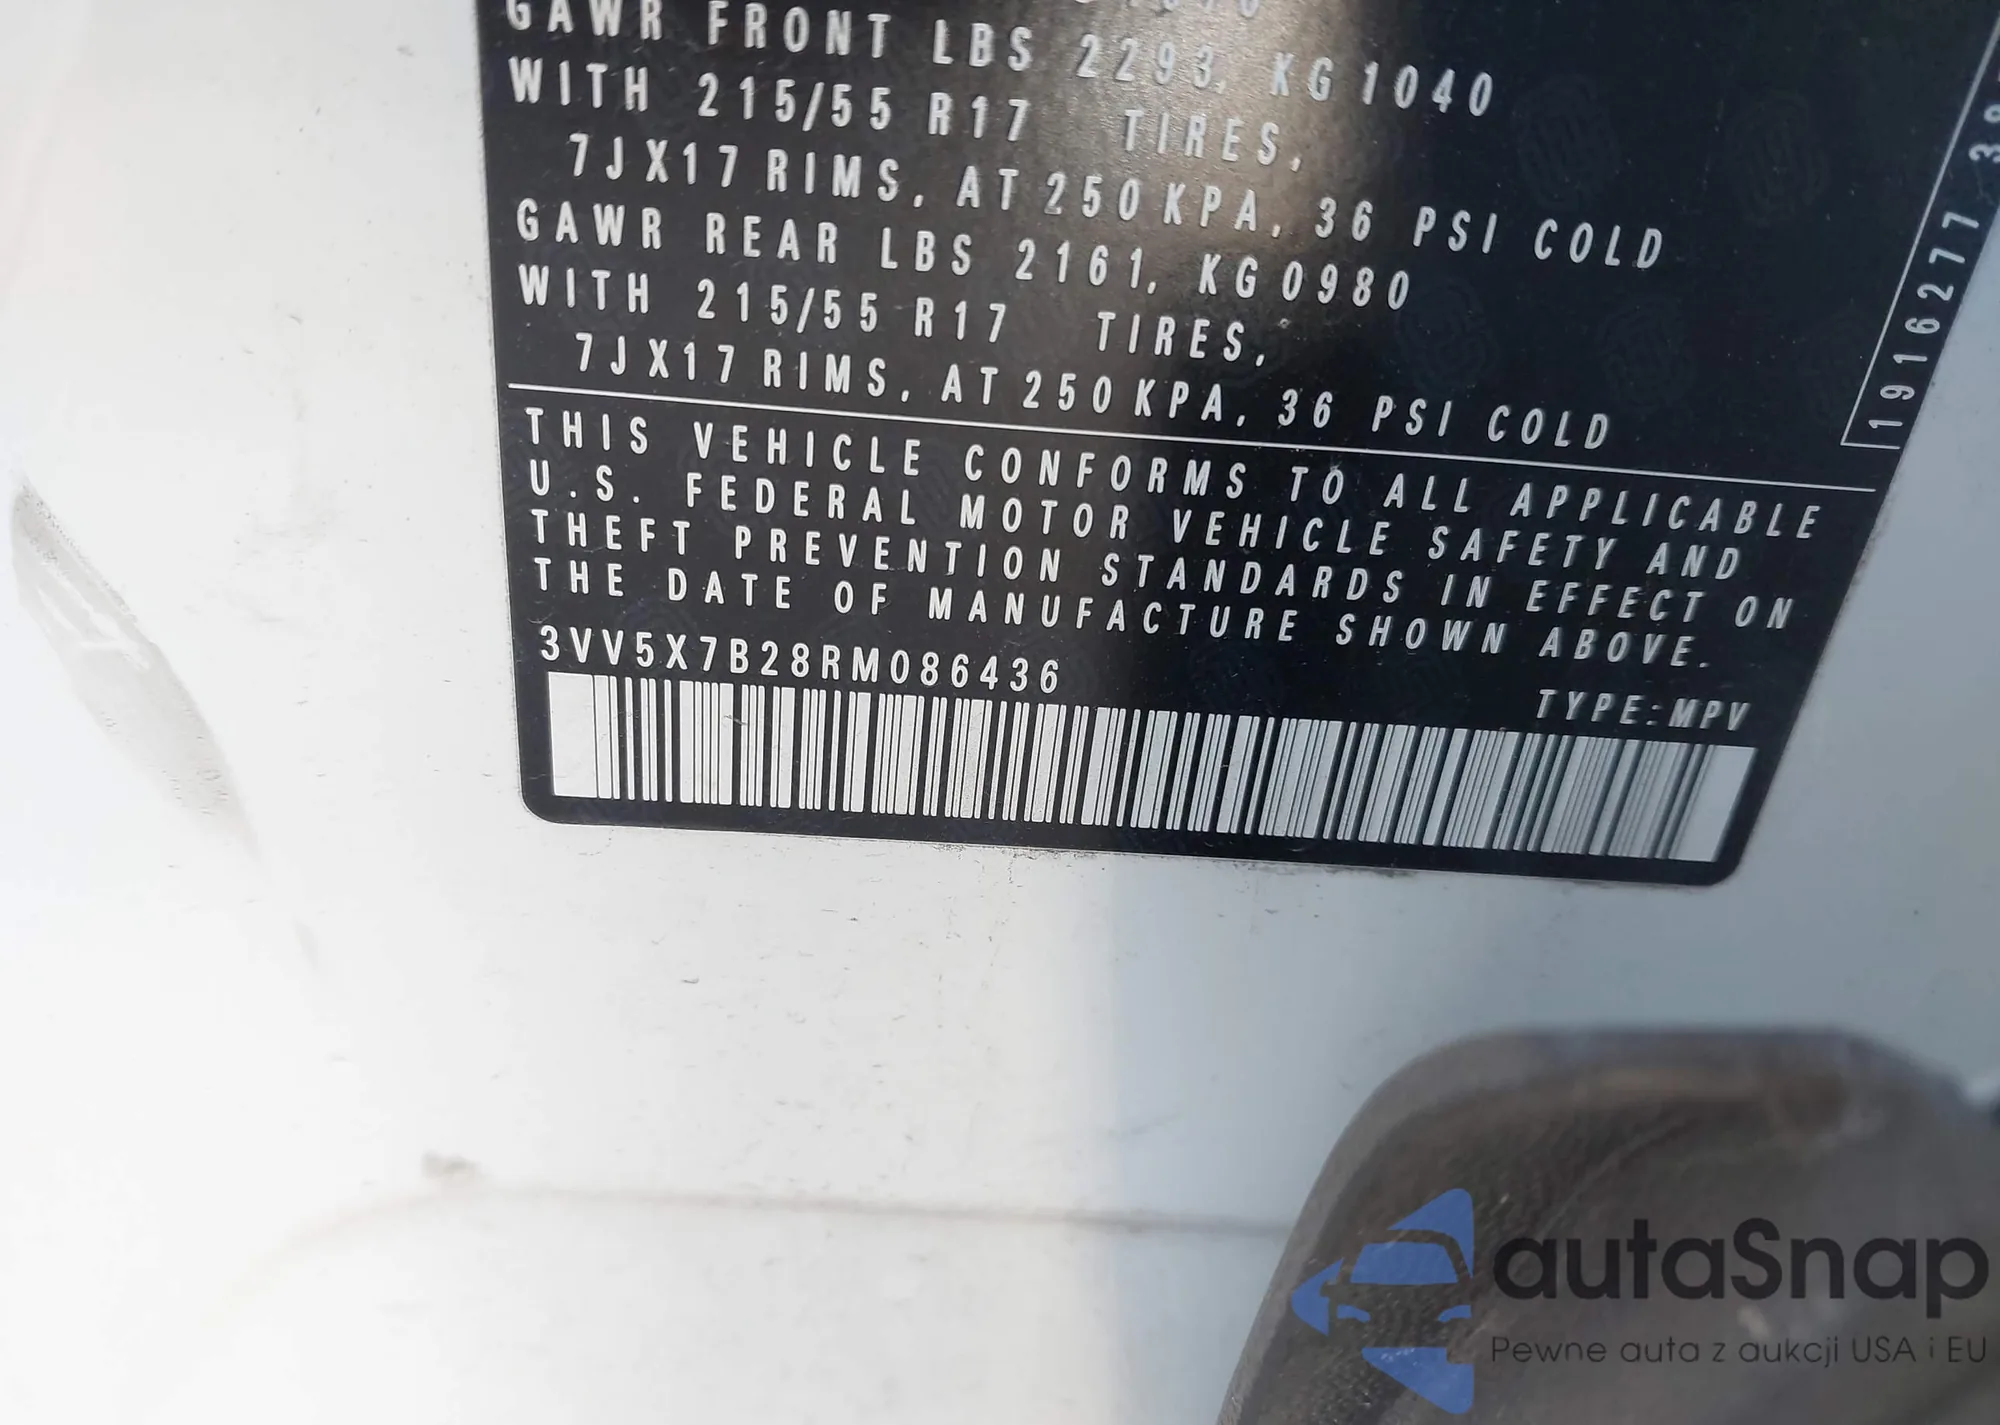 GAWR FRONT LBS 2293, KG 1040
WITH 215/55 R17 TIRES,
7JX17 RIMS, AT 250 KPA, 36 PSI COLD
GAWR REAR LBS 2161, KG 0980
WITH 215/55 R17 TIRES,
7JX17 RIMS, AT 250 KPA, 36 PSI COLD
THIS VEHICLE CONFORMS TO ALL APPLICABLE
U.S. FEDERAL MOTOR VEHICLE SAFETY AND
THEFT PREVENTION STANDARDS IN EFFECT ON
THE DATE OF MANUFACTURE SHOWN ABOVE.
3VV5X7B28RM086436
TYPE:MPV
1916277
autaSnap
Pewne auta z aukcji USA i EU